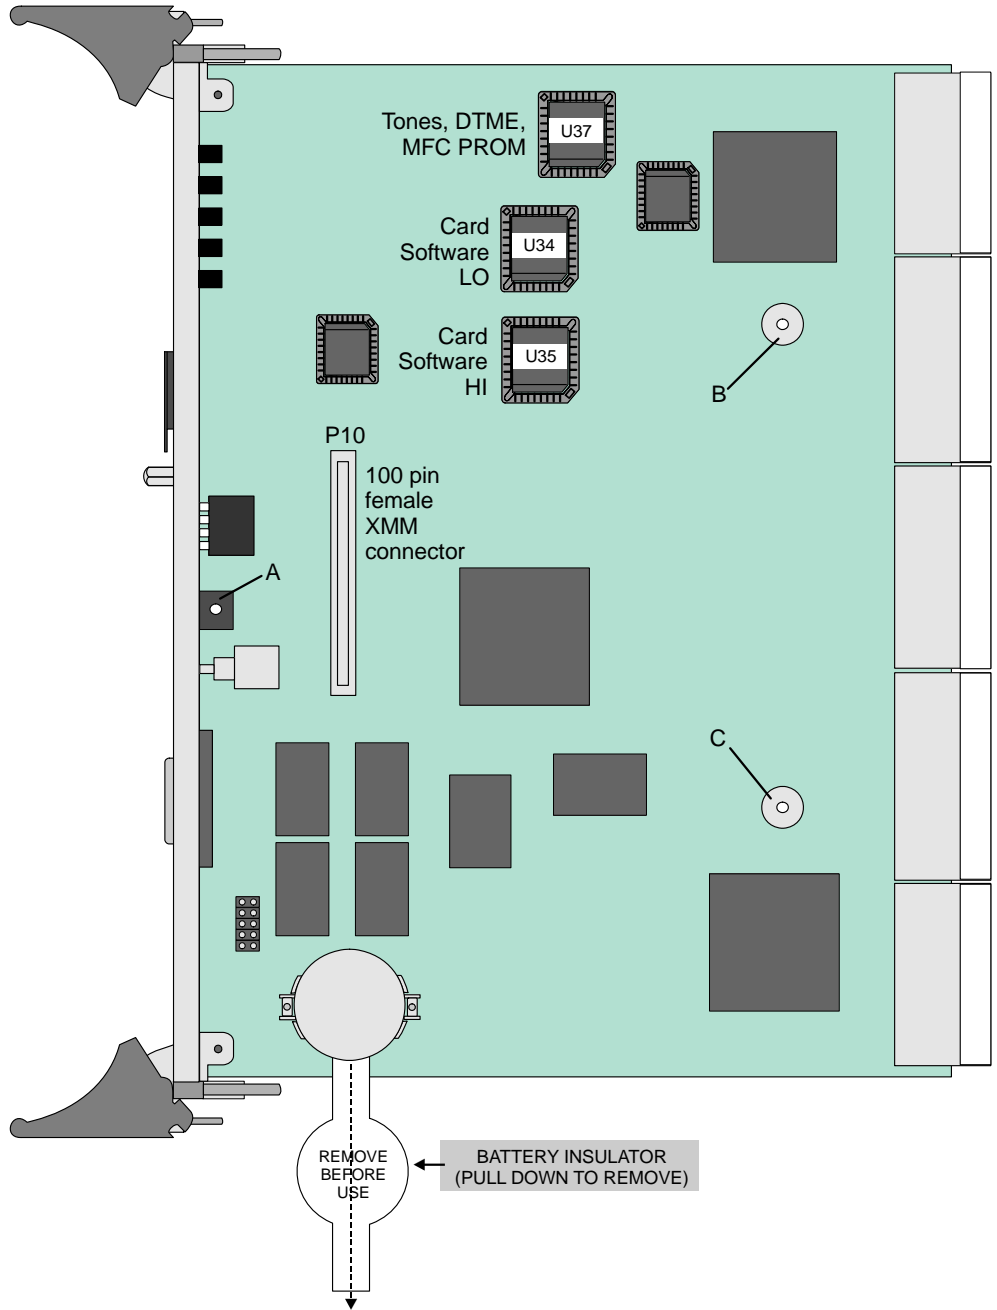 Tones, DTME,
MFC PROM
U37
Card
Software
LO
U34
Card
Software
HI
U35
B
P10
100 pin
female
XMM
connector
A
C
REMOVE
BEFORE
USE
BATTERY INSULATOR
(PULL DOWN TO REMOVE)